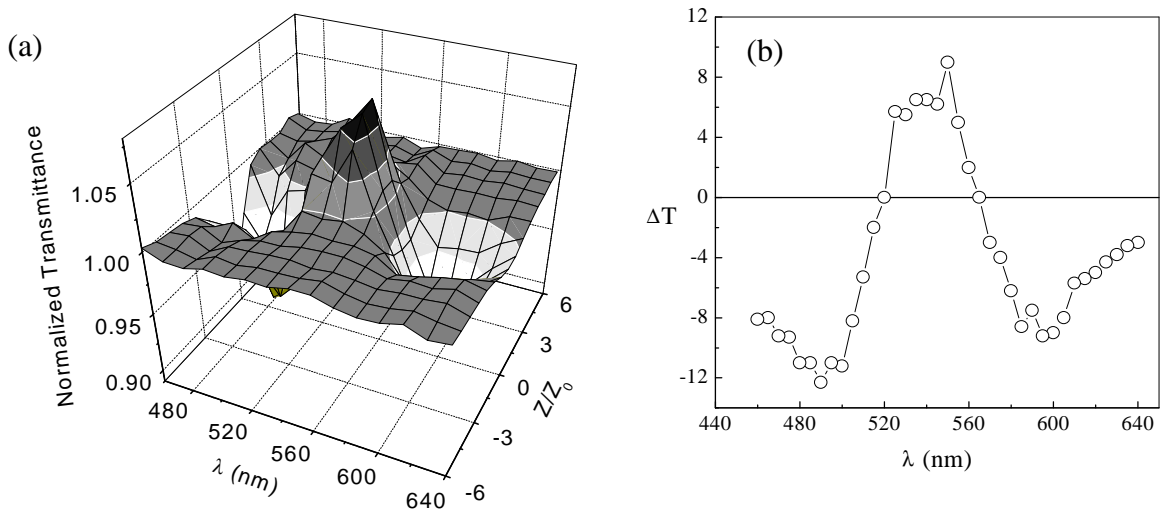 (a)
Normalized Transmittance
1.05
1.00
0.95
0.90
480
520
560
600
640
λ (nm)
6
3
0
-3
-6
Z/Z₀
(b)
12
8
4
0
-4
-8
-12
ΔT
440 480 520 560 600 640
λ (nm)